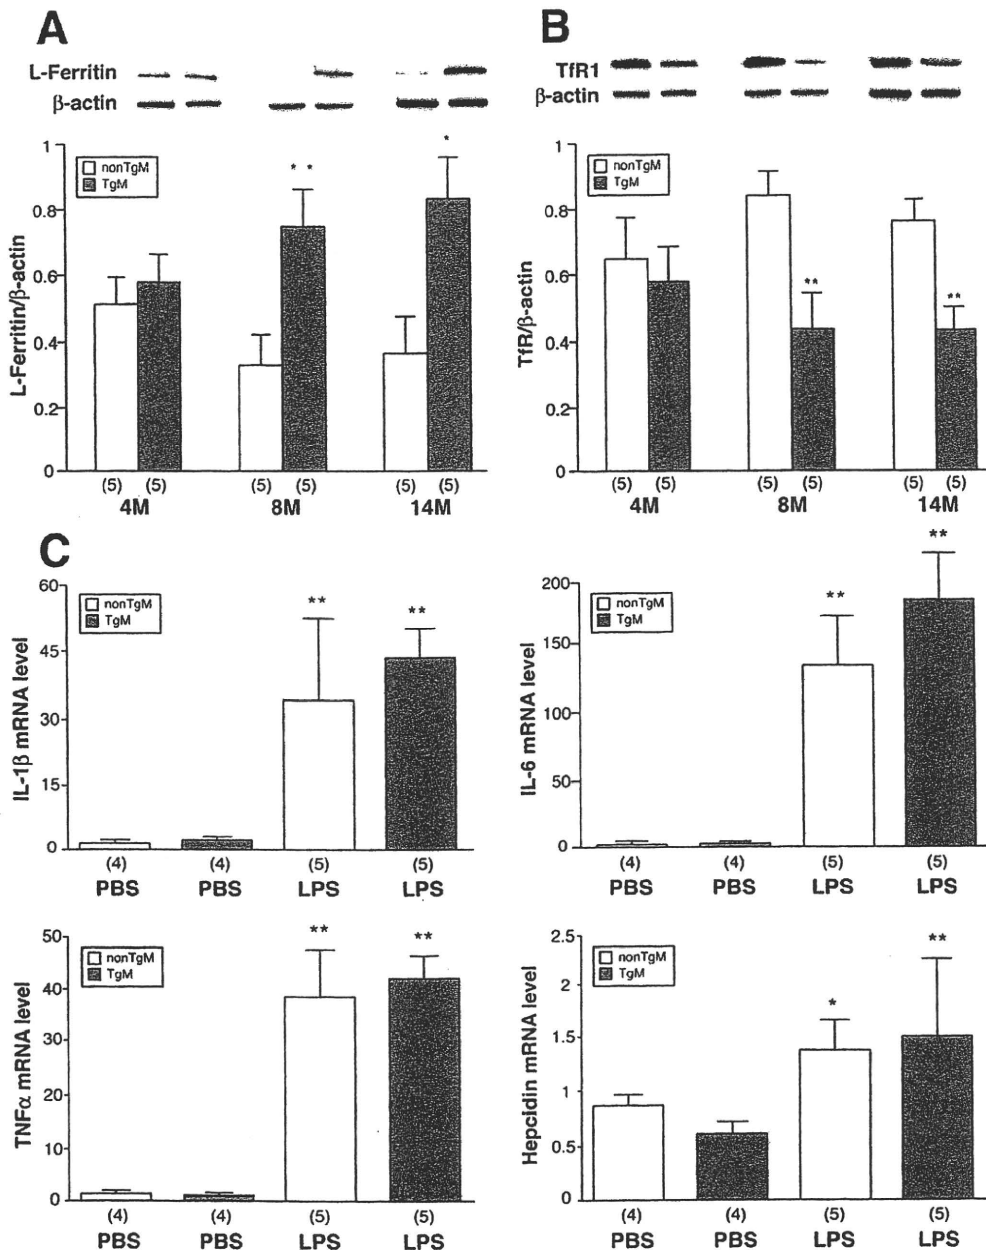 A
L-Ferritin
β-actin
* *
*
1
0.8
0.6
0.4
0.2
0
nonTgM
TgM
L-Ferritin/β-actin
(5) (5) (5) (5) (5) (5)
4M 8M 14M
B
TfR1
β-actin
1
0.8
0.6
0.4
0.2
0
nonTgM
TgM
**
**
TfR/β-actin
(5) (5) (5) (5) (5) (5)
4M 8M 14M
C
60
45
30
15
0
nonTgM
TgM
** **
IL-1β mRNA level
(4) (4) (5) (5)
PBS PBS LPS LPS
200
150
100
50
0
nonTgM
TgM
** **
IL-6 mRNA level
(4) (4) (5) (5)
PBS PBS LPS LPS
50
40
30
20
10
0
nonTgM
TgM
** **
TNFα mRNA level
(4) (4) (5) (5)
PBS PBS LPS LPS
2.5
2
1.5
1
0.5
0
nonTgM
TgM
* **
Hepcidin mRNA level
(4) (4) (5) (5)
PBS PBS LPS LPS